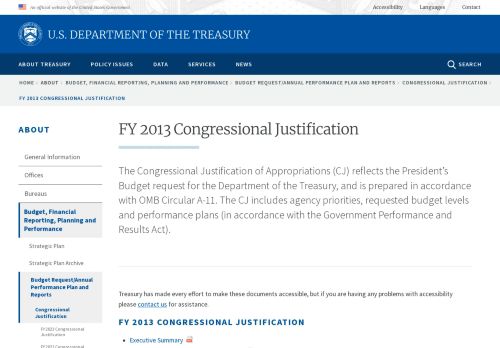 An official website of the United States Government
Accessibility Languages Contact
U.S. DEPARTMENT OF THE TREASURY
ABOUT TREASURY POLICY ISSUES DATA SERVICES NEWS SEARCH
HOME › ABOUT › BUDGET, FINANCIAL REPORTING, PLANNING AND PERFORMANCE › BUDGET REQUEST/ANNUAL PERFORMANCE PLAN AND REPORTS › CONGRESSIONAL JUSTIFICATION ›
FY 2013 CONGRESSIONAL JUSTIFICATION
ABOUT
General Information
Offices
Bureaus
Budget, Financial
Reporting, Planning and
Performance
Strategic Plan
Strategic Plan Archive
Budget Request/Annual
Performance Plan and
Reports
Congressional
Justification
FY 2023 Congressional
Justification
FY 2013 Congressional Justification
The Congressional Justification of Appropriations (CJ) reflects the President's
Budget request for the Department of the Treasury, and is prepared in accordance
with OMB Circular A-11. The CJ includes agency priorities, requested budget levels
and performance plans (in accordance with the Government Performance and
Results Act).
Treasury has made every effort to make these documents accessible, but if you are having any problems with accessibility
please contact us for assistance.
FY 2013 CONGRESSIONAL JUSTIFICATION
• Executive Summary